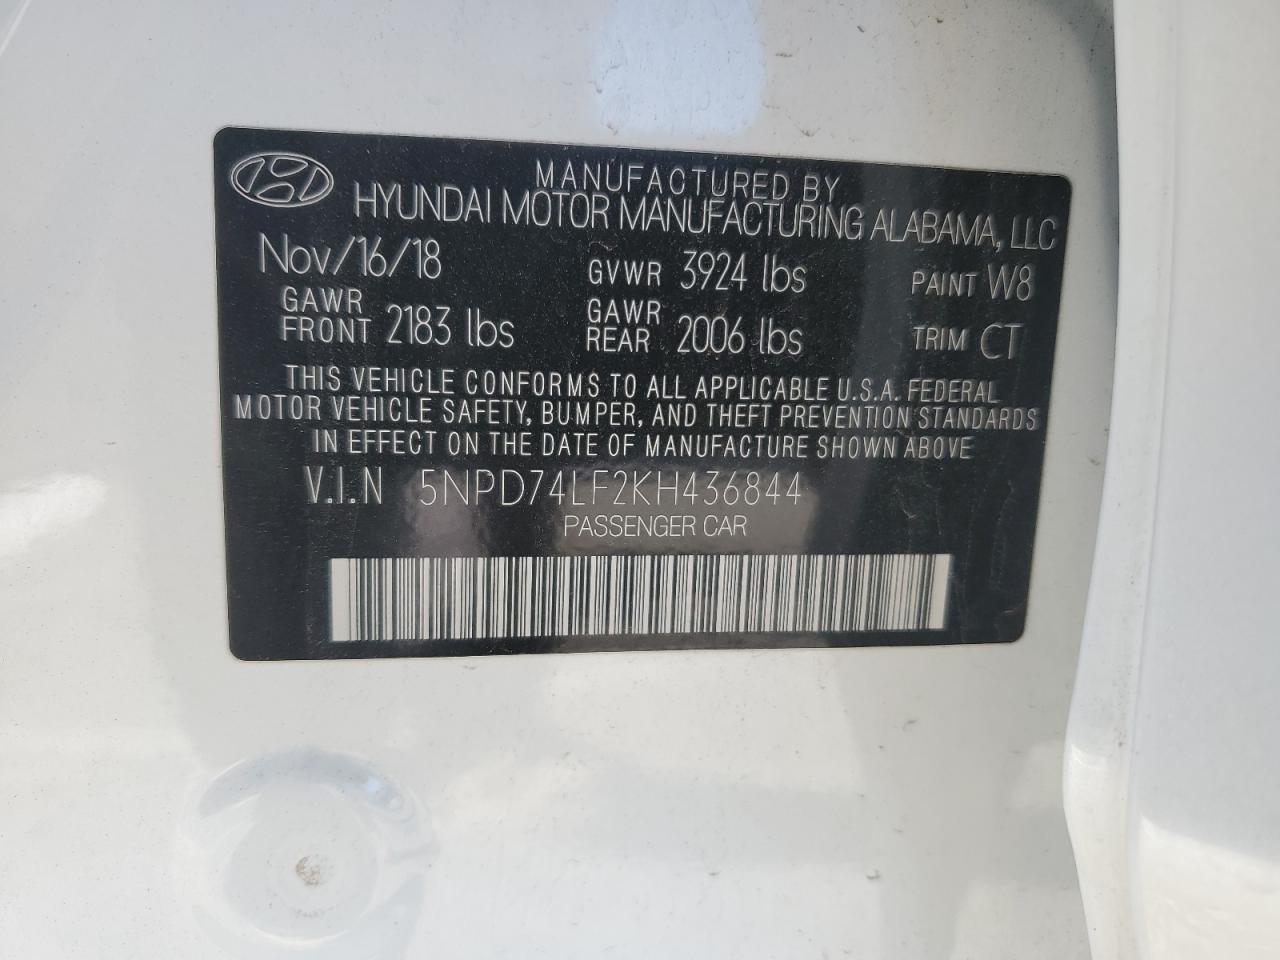 MANUFACTURED BY
HYUNDAI MOTOR MANUFACTURING ALABAMA, LLC
Nov/16/18 GVWR 3924 lbs PAINT W8
GAWR FRONT 2183 lbs GAWR REAR 2006 lbs TRIM CT
THIS VEHICLE CONFORMS TO ALL APPLICABLE U.S.A. FEDERAL
MOTOR VEHICLE SAFETY, BUMPER, AND THEFT PREVENTION STANDARDS
IN EFFECT ON THE DATE OF MANUFACTURE SHOWN ABOVE
V.I.N 5NPD74LF2KH436844
PASSENGER CAR